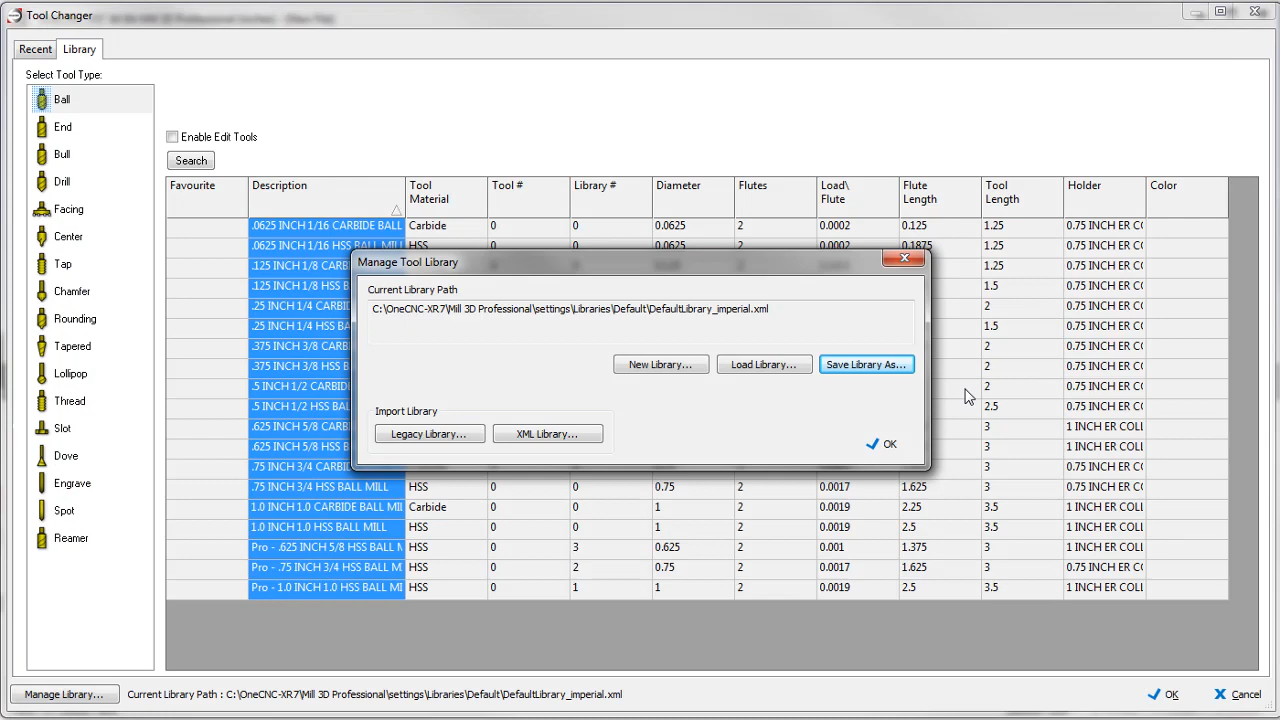 Tool Changer
Recent Library
Select Tool Type:
Ball
End
Bull
Drill
Facing
Center
Tap
Chamfer
Rounding
Tapered
Lollipop
Thread
Slot
Dove
Engrave
Spot
Reamer
Enable Edit Tools
Search
Favourite Description Tool Material Tool # Library # Diameter Flutes Load\ Flute Flute Length Tool Length Holder Color
.0625 INCH 1/16 CARBIDE BALL Carbide 0 0 0.0625 2 0.0002 0.125 1.25 0.75 INCH ER CO
.0625 INCH 1/16 HSS BALL MILL HSS 0 0 0.0625 2 0.0002 0.1875 1.25 0.75 INCH ER CO
.125 INCH 1/8 CARB 1.25 0.75 INCH ER CO
.125 INCH 1/8 HSS B 1.5 0.75 INCH ER CO
.25 INCH 1/4 CARBI 2 0.75 INCH ER CO
.25 INCH 1/4 HSS B 1.5 0.75 INCH ER CO
.375 INCH 3/8 CARB 2 0.75 INCH ER CO
.375 INCH 3/8 HSS B 2 0.75 INCH ER CO
.5 INCH 1/2 CARBID 2 0.75 INCH ER CO
.5 INCH 1/2 HSS BA 2.5 0.75 INCH ER CO
.625 INCH 5/8 CARB 3 1 INCH ER COLL
.625 INCH 5/8 HSS B 3 1 INCH ER COLL
.75 INCH 3/4 CARBI 3 0.75 INCH ER CO
.75 INCH 3/4 HSS BALL MILL HSS 0 0 0.75 2 0.0017 1.625 3 0.75 INCH ER CO
1.0 INCH 1.0 CARBIDE BALL MI Carbide 0 0 1 2 0.0019 2.25 3.5 1 INCH ER COLL
1.0 INCH 1.0 HSS BALL MILL HSS 0 0 1 2 0.0019 2.5 3.5 1 INCH ER COLL
Pro - .625 INCH 5/8 HSS BALL M HSS 0 3 0.625 2 0.001 1.375 3 1 INCH ER COLL
Pro - .75 INCH 3/4 HSS BALL M HSS 0 2 0.75 2 0.0017 1.625 3 0.75 INCH ER CO
Pro - 1.0 INCH 1.0 HSS BALL MI HSS 0 1 1 2 0.0019 2.5 3.5 1 INCH ER COLL
Manage Tool Library
Current Library Path
C:\OneCNC-XR7\Mill 3D Professional\settings\Libraries\Default\DefaultLibrary_imperial.xml
New Library... Load Library... Save Library As...
Import Library
Legacy Library... XML Library...
OK
Manage Library... Current Library Path : C:\OneCNC-XR7\Mill 3D Professional\settings\Libraries\Default\DefaultLibrary_imperial.xml OK Cancel